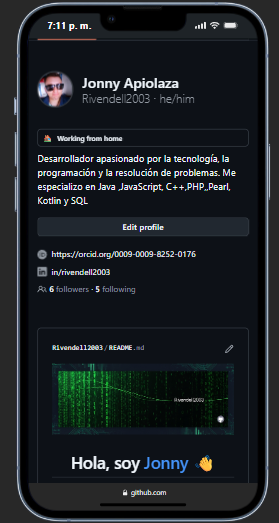 7:11 p. m.
Jonny Apiolaza
Rivendell2003 · he/him
Working from home
Desarrollador apasionado por la tecnología, la
programación y la resolución de problemas. Me
especializo en Java ,JavaScript, C++,PHP,,Pearl,
Kotlin y SQL
Edit profile
https://orcid.org/0009-0009-8252-0176
in/rivendell2003
6 followers · 5 following
Rivendell2003/README.md
Rivendell2003
Hola, soy Jonny 👋
github.com